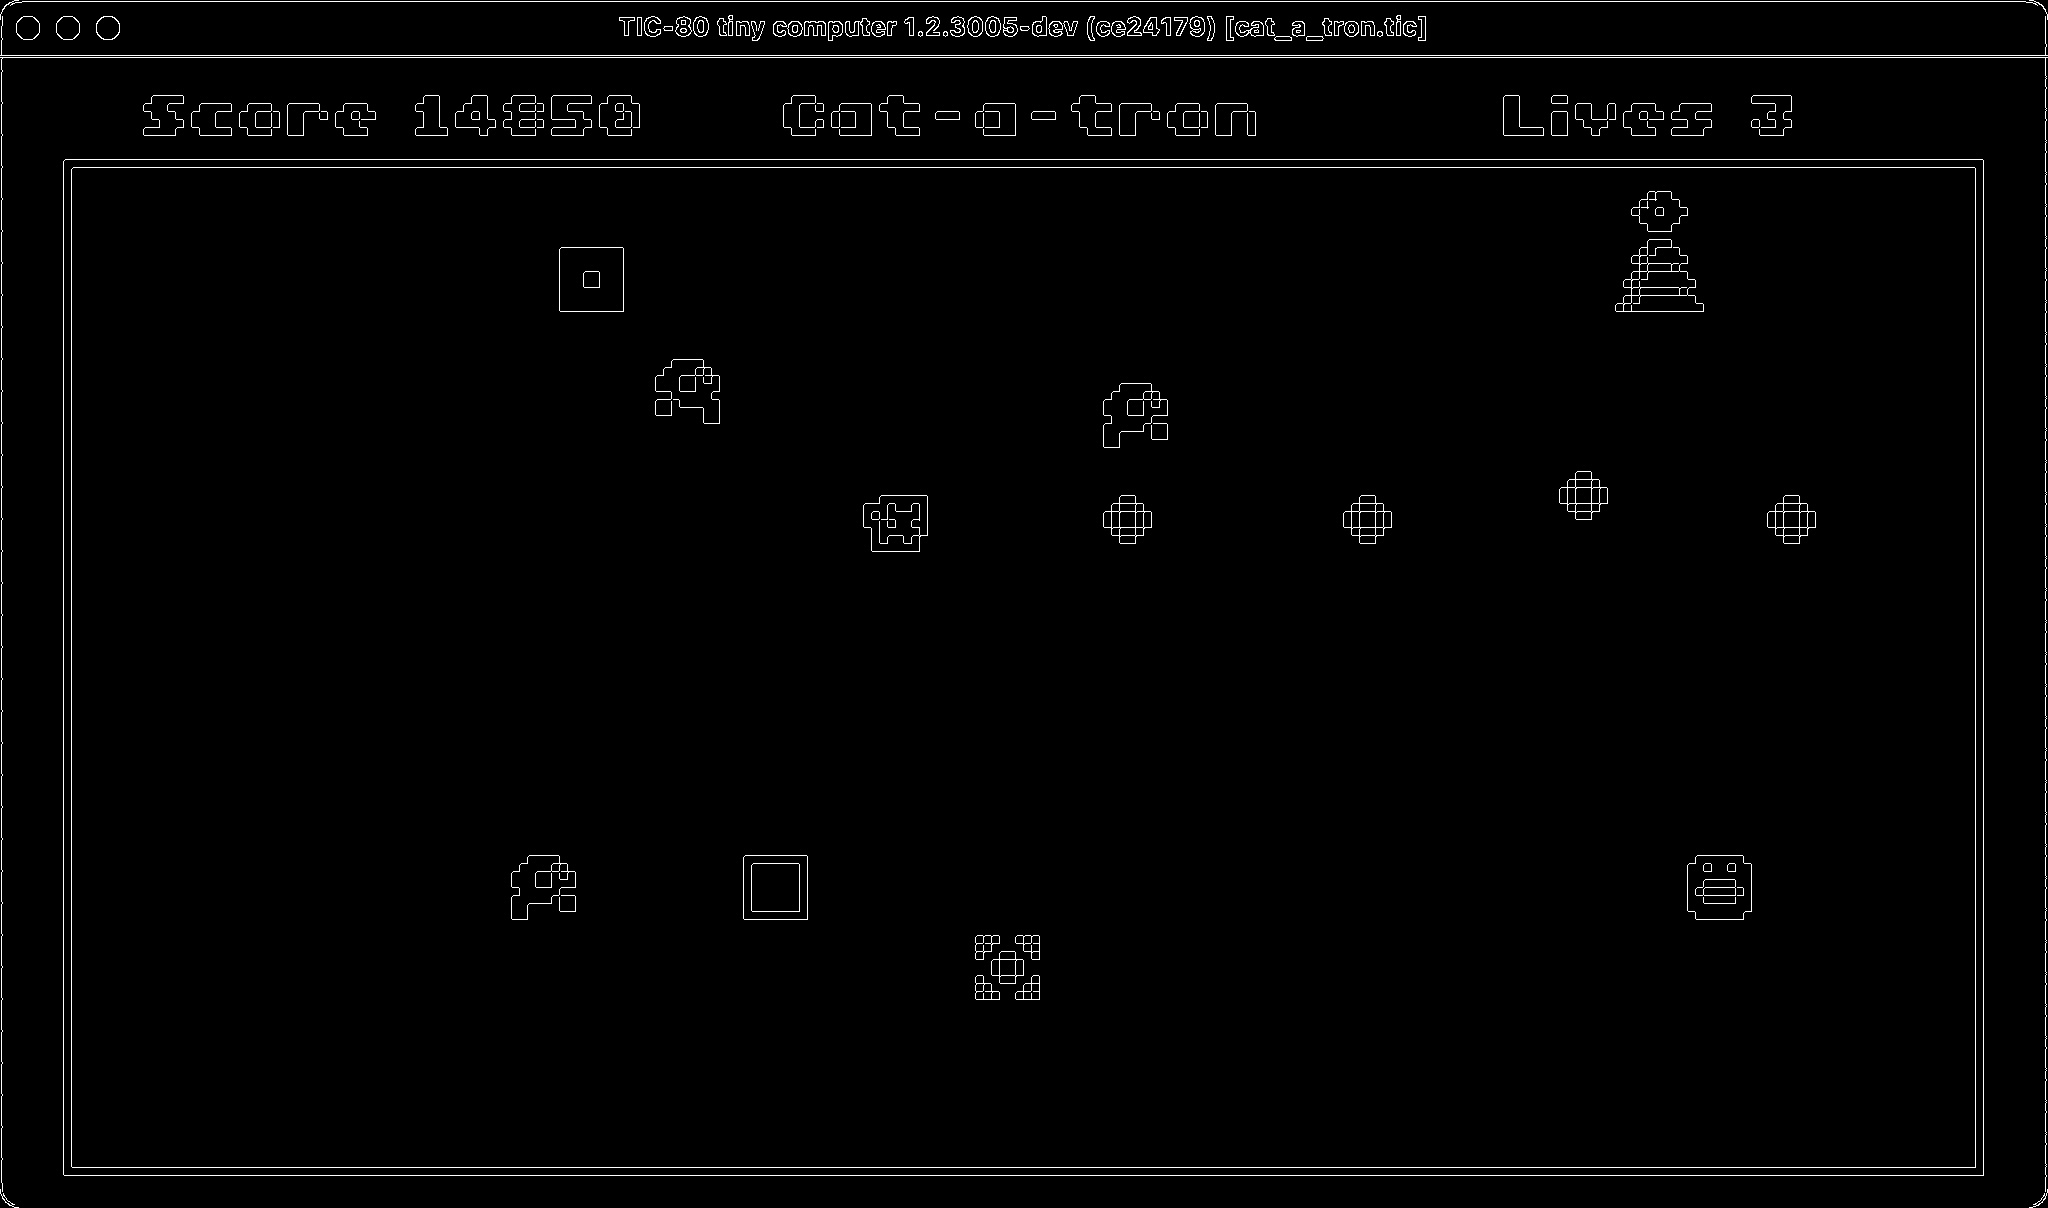 TIC-80 tiny computer 1.2.3005-dev (ce24179) [cat_a_tron.tic]
Score 14850 Cat-a-tron Lives 3